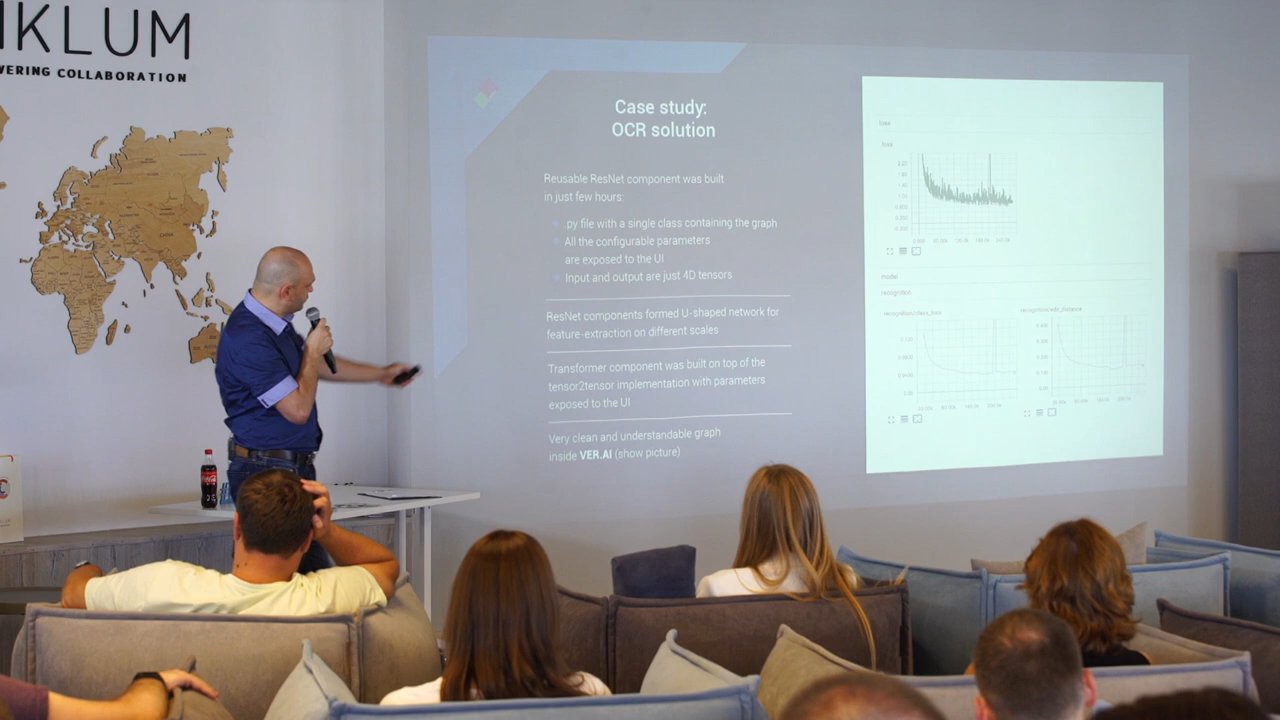 IKLUM
WERING COLLABORATION
Case study:
OCR solution
Reusable ResNet component was built
in just few hours:
.py file with a single class containing the graph
All the configurable parameters
are exposed to the UI
Input and output are just 4D tensors
ResNet components formed U-shaped network for
feature-extraction on different scales
Transformer component was built on top of the
tensor2tensor implementation with parameters
exposed to the UI
Very clean and understandable graph
inside VER.AI (show picture)
loss
loss
model
recognition